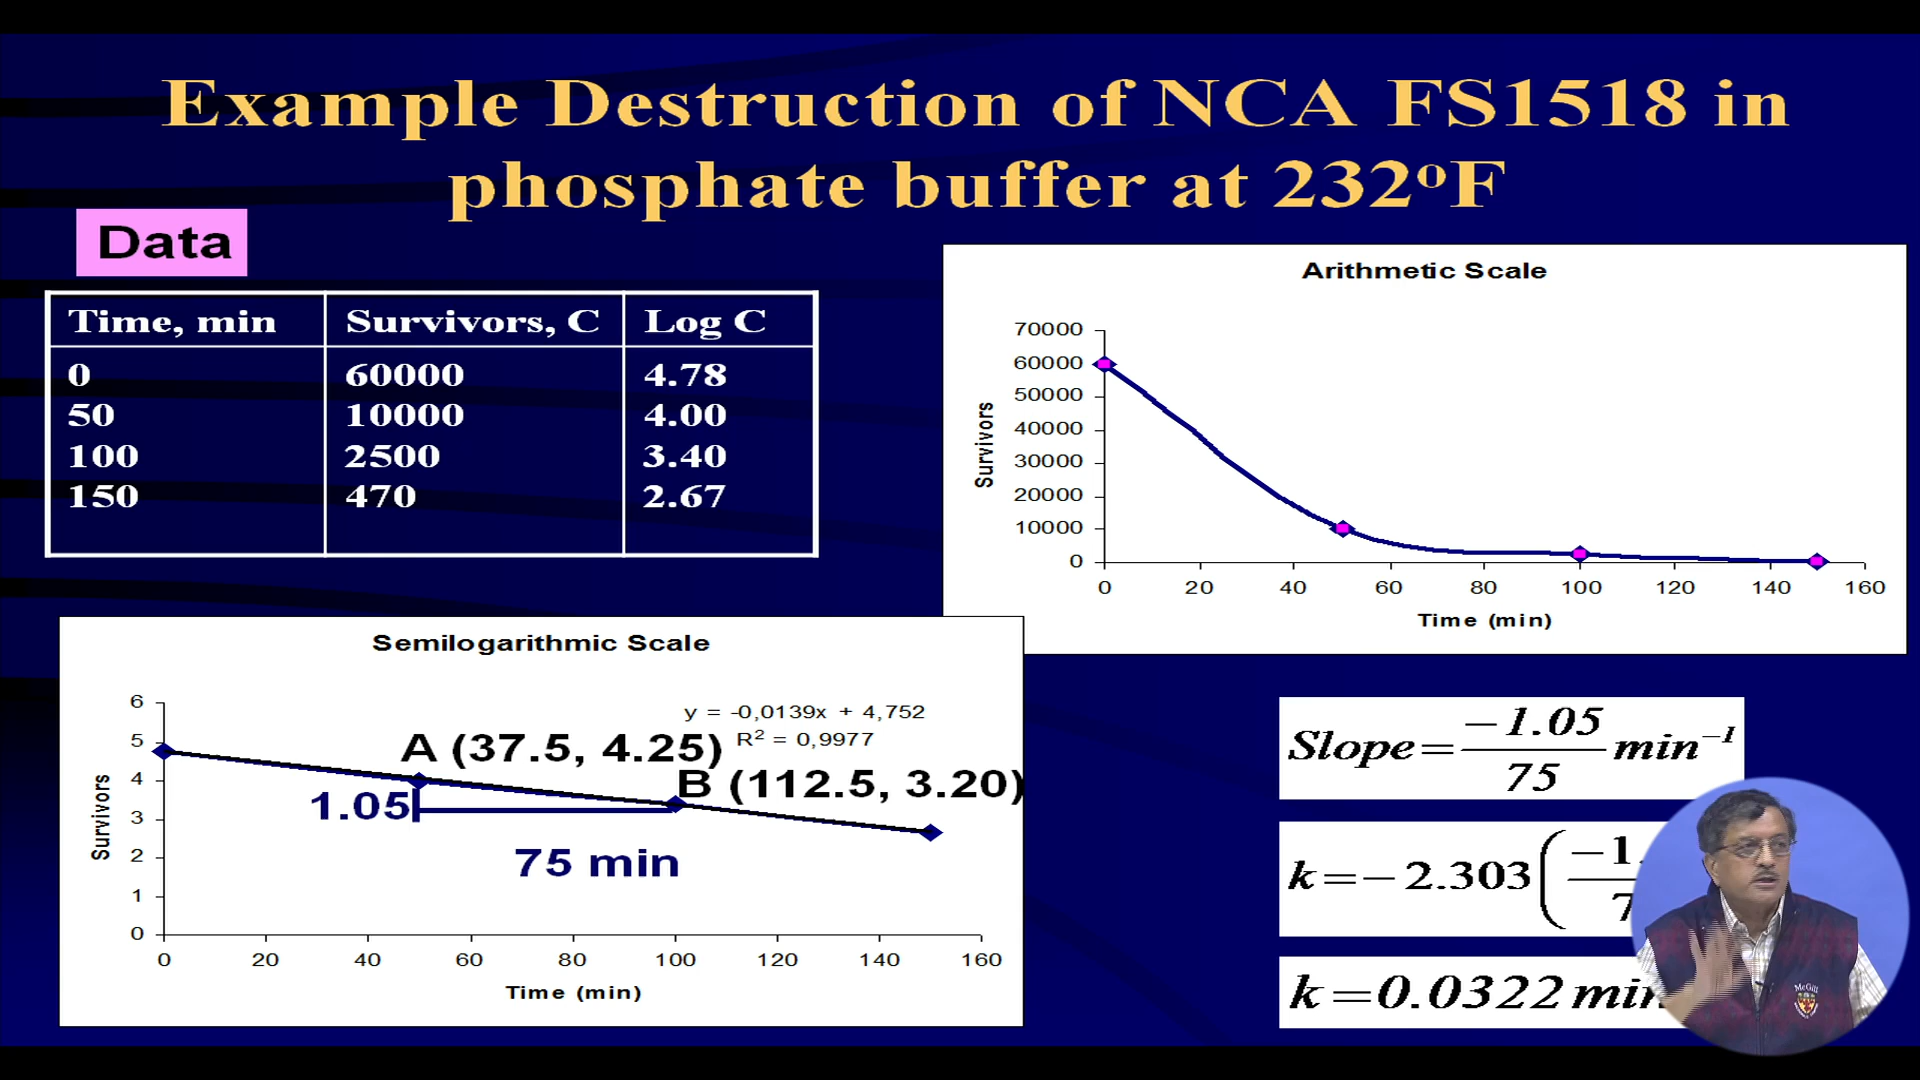 Example Destruction of NCA FS1518 in
phosphate buffer at 232ºF
Data
Time, min Survivors, C Log C
0 60000 4.78
50 10000 4.00
100 2500 3.40
150 470 2.67
Arithmetic Scale
70000
60000
50000
40000
30000
20000
10000
0
Survivors
0 20 40 60 80 100 120 140 160
Time (min)
Semilogarithmic Scale
6
5
4
3
2
1
0
Survivors
y = -0,0139x + 4,752
R² = 0,9977
A (37.5, 4.25)
B (112.5, 3.20)
1.05
75 min
0 20 40 60 80 100 120 140 160
Time (min)
Slope = −1.05/75 min⁻¹
k = − 2.303 ( −1. / 7
k = 0.0322 min
McGill